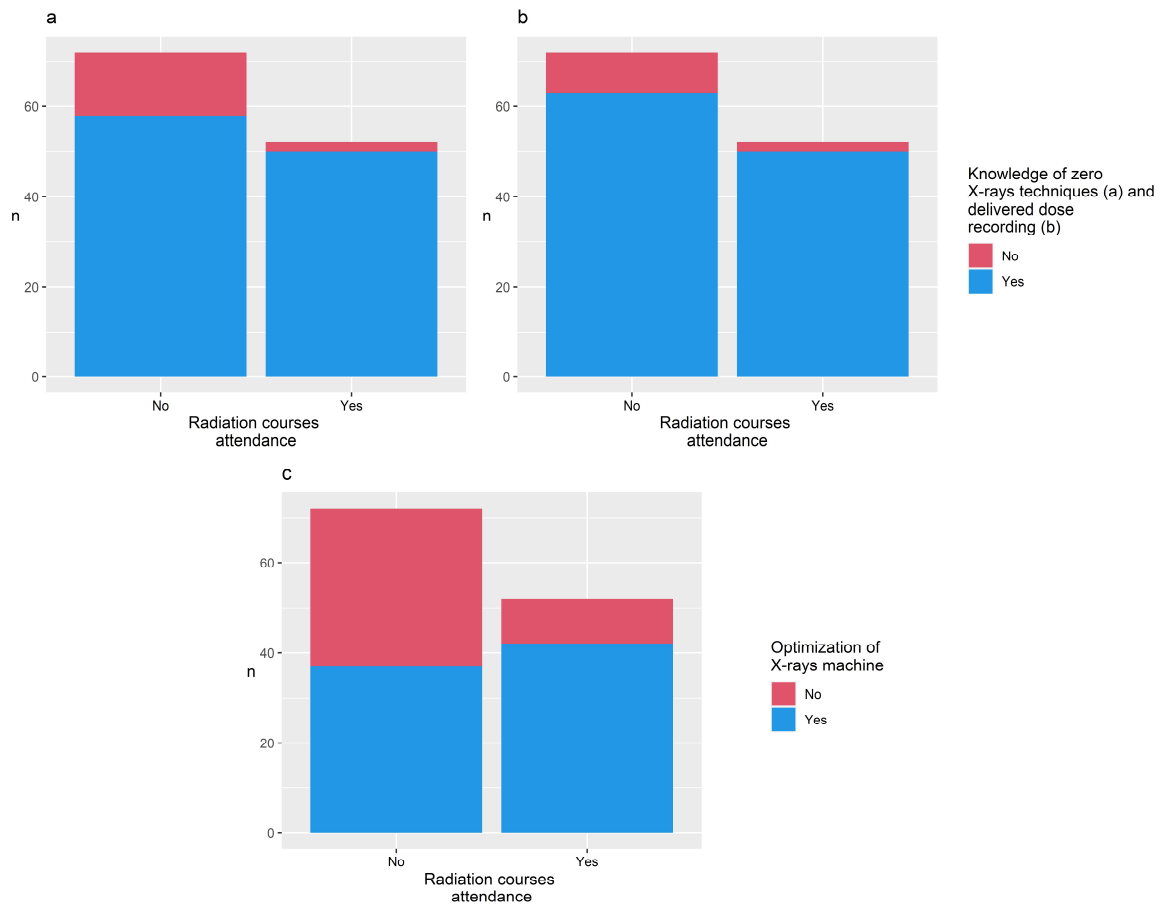 a
60
40
n
20
0
No
Yes
Radiation courses
attendance
b
60
40
n
20
0
No
Yes
Radiation courses
attendance
Knowledge of zero
X-rays techniques (a) and
delivered dose
recording (b)
No
Yes
c
60
40
n
20
0
No
Yes
Radiation courses
attendance
Optimization of
X-rays machine
No
Yes